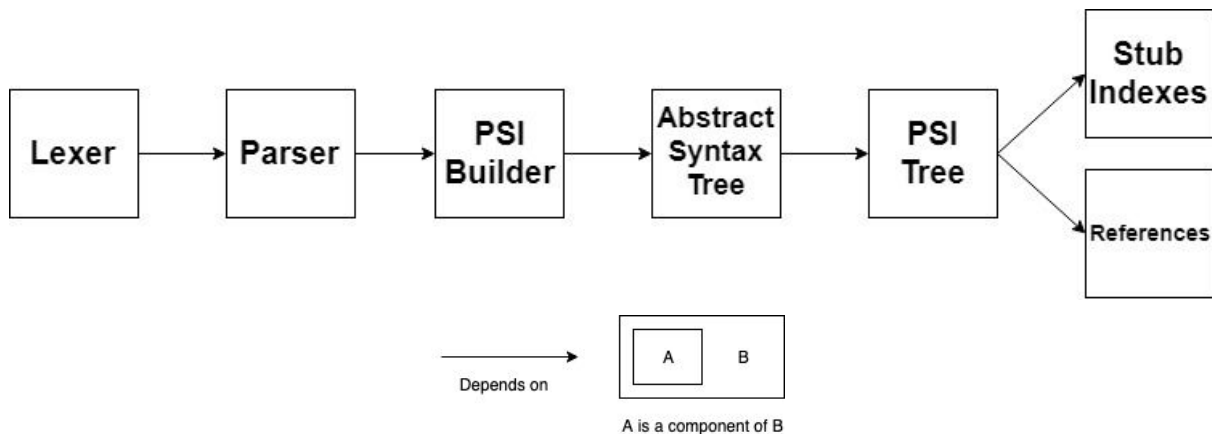 Lexer
Parser
PSI
Builder
Abstract
Syntax
Tree
PSI
Tree
Stub
Indexes
References
Depends on
A
B
A is a component of B